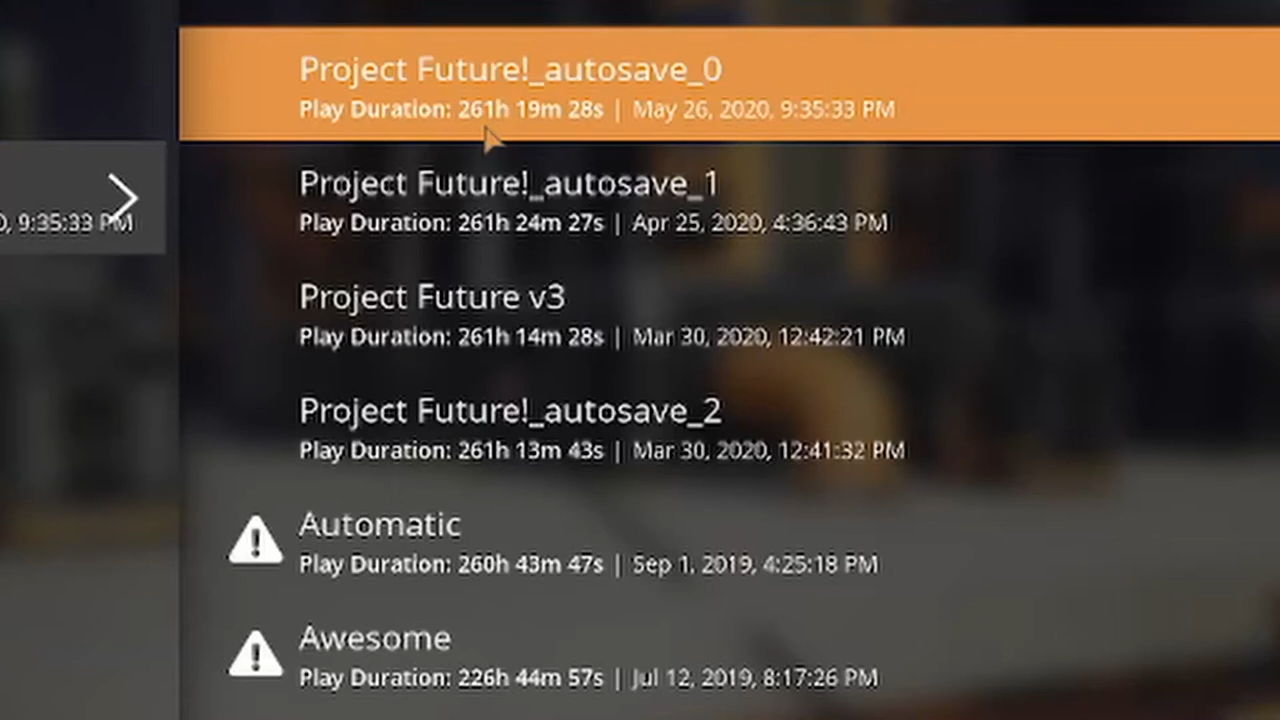 Project Future!_autosave_0
Play Duration: 261h 19m 28s | May 26, 2020, 9:35:33 PM
0, 9:35:33 PM
Project Future!_autosave_1
Play Duration: 261h 24m 27s | Apr 25, 2020, 4:36:43 PM
Project Future v3
Play Duration: 261h 14m 28s | Mar 30, 2020, 12:42:21 PM
Project Future!_autosave_2
Play Duration: 261h 13m 43s | Mar 30, 2020, 12:41:32 PM
Automatic
Play Duration: 260h 43m 47s | Sep 1, 2019, 4:25:18 PM
Awesome
Play Duration: 226h 44m 57s | Jul 12, 2019, 8:17:26 PM